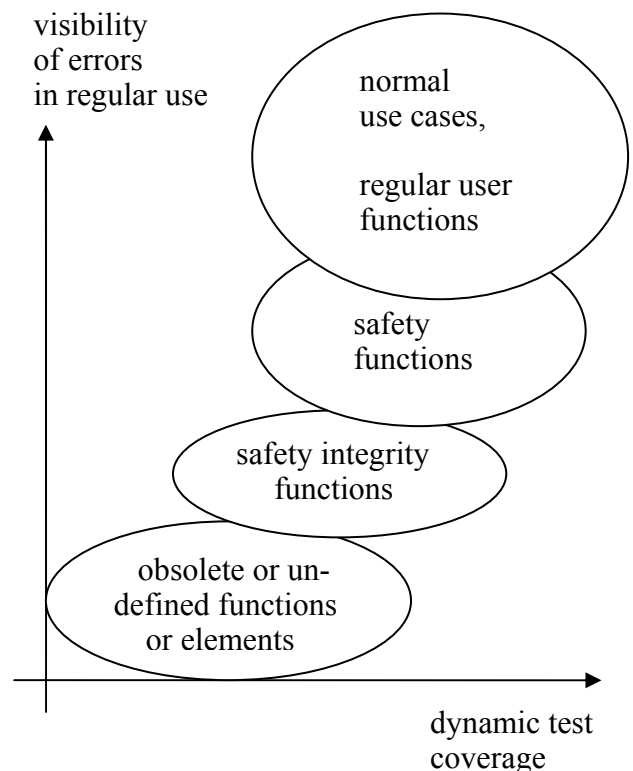 visibility
of errors
in regular use
normal
use cases,
regular user
functions
safety
functions
safety integrity
functions
obsolete or un-
defined functions
or elements
dynamic test
coverage